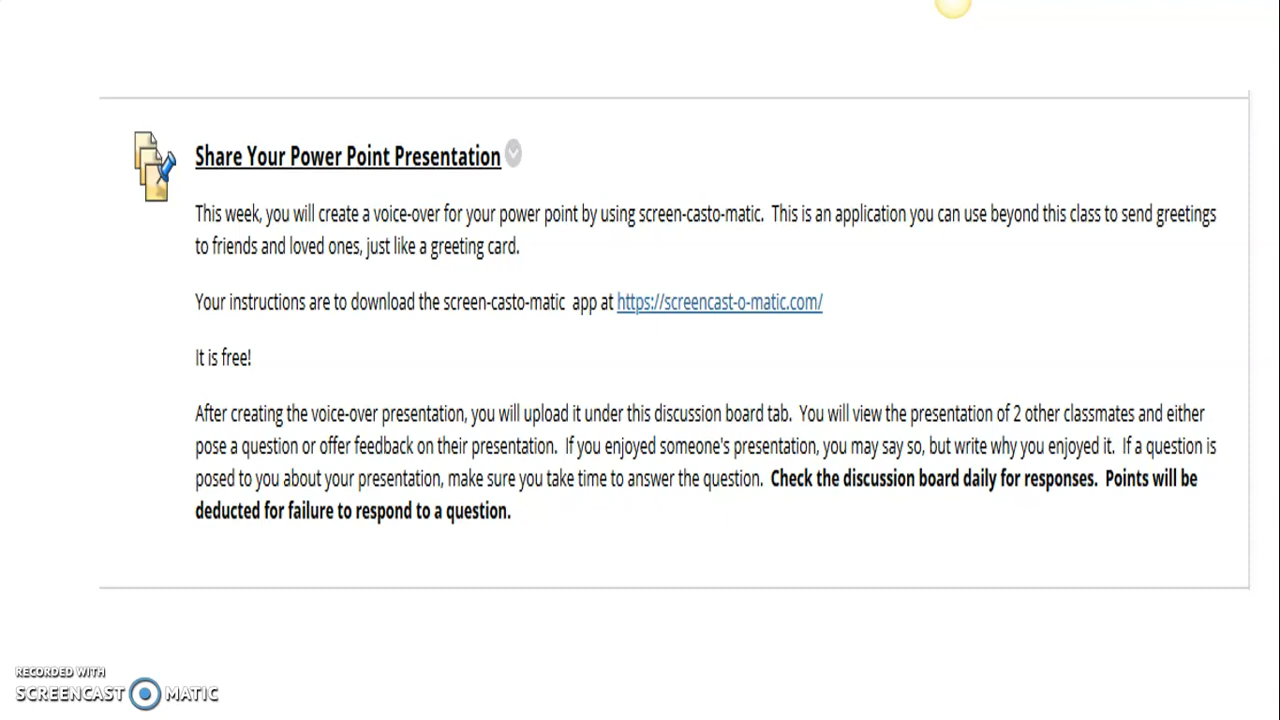 Share Your Power Point Presentation
This week, you will create a voice-over for your power point by using screen-casto-matic.  This is an application you can use beyond this class to send greetings
to friends and loved ones, just like a greeting card.
Your instructions are to download the screen-casto-matic  app at https://screencast-o-matic.com/
It is free!
After creating the voice-over presentation, you will upload it under this discussion board tab.  You will view the presentation of 2 other classmates and either
pose a question or offer feedback on their presentation.  If you enjoyed someone's presentation, you may say so, but write why you enjoyed it.  If a question is
posed to you about your presentation, make sure you take time to answer the question.  Check the discussion board daily for responses.  Points will be
deducted for failure to respond to a question.
RECORDED WITH
SCREENCAST MATIC